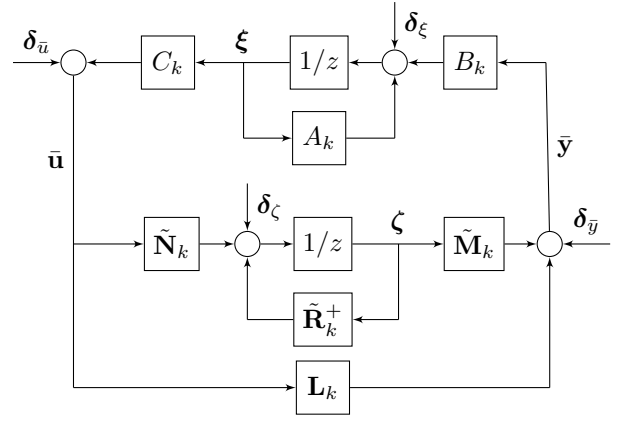 δ_ū
C_k
ξ
1/z
δ_ξ
B_k
A_k
ū
ȳ
Ñ_k
δ_ζ
1/z
ζ
M̃_k
δ_ȳ
R̃_k^+
L_k